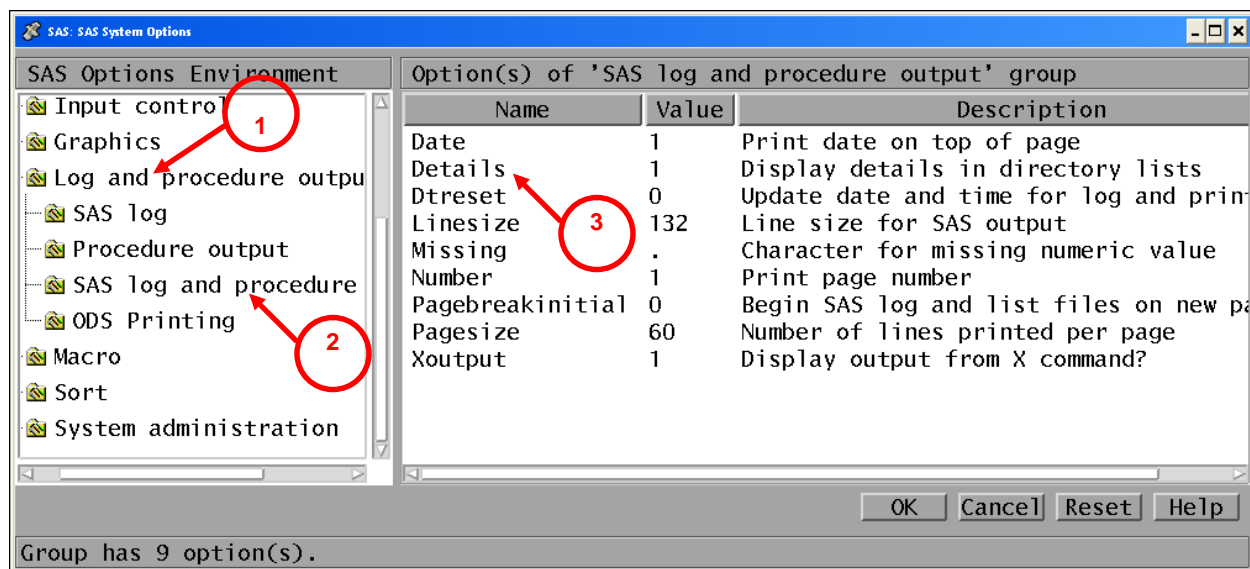 SAS: SAS System Options
SAS Options Environment
Input control
Graphics
Log and procedure outpu
SAS log
Procedure output
SAS log and procedure
ODS Printing
Macro
Sort
System administration
1
2
Option(s) of 'SAS log and procedure output' group
Name Value Description
Date 1 Print date on top of page
Details 1 Display details in directory lists
Dtreset 0 Update date and time for log and prin
Linesize 132 Line size for SAS output
Missing . Character for missing numeric value
Number 1 Print page number
Pagebreakinitial 0 Begin SAS log and list files on new pa
Pagesize 60 Number of lines printed per page
Xoutput 1 Display output from X command?
3
OK Cancel Reset Help
Group has 9 option(s).